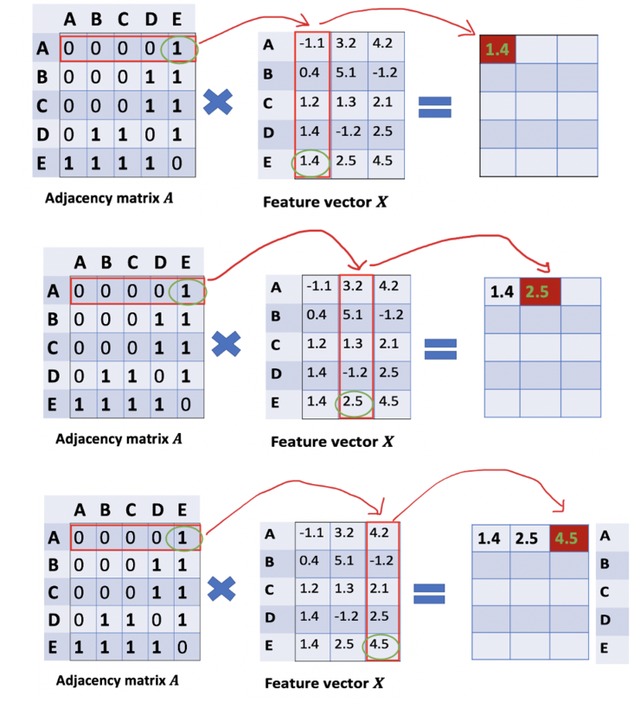 A B C D E
A 0 0 0 0 1
B 0 0 0 1 1
C 0 0 0 1 1
D 0 1 1 0 1
E 1 1 1 1 0
Adjacency matrix A
A -1.1 3.2 4.2
B 0.4 5.1 -1.2
C 1.2 1.3 2.1
D 1.4 -1.2 2.5
E 1.4 2.5 4.5
Feature vector X
1.4
A B C D E
A 0 0 0 0 1
B 0 0 0 1 1
C 0 0 0 1 1
D 0 1 1 0 1
E 1 1 1 1 0
Adjacency matrix A
A -1.1 3.2 4.2
B 0.4 5.1 -1.2
C 1.2 1.3 2.1
D 1.4 -1.2 2.5
E 1.4 2.5 4.5
Feature vector X
1.4 2.5
A B C D E
A 0 0 0 0 1
B 0 0 0 1 1
C 0 0 0 1 1
D 0 1 1 0 1
E 1 1 1 1 0
Adjacency matrix A
A -1.1 3.2 4.2
B 0.4 5.1 -1.2
C 1.2 1.3 2.1
D 1.4 -1.2 2.5
E 1.4 2.5 4.5
Feature vector X
1.4 2.5 4.5 A
B
C
D
E